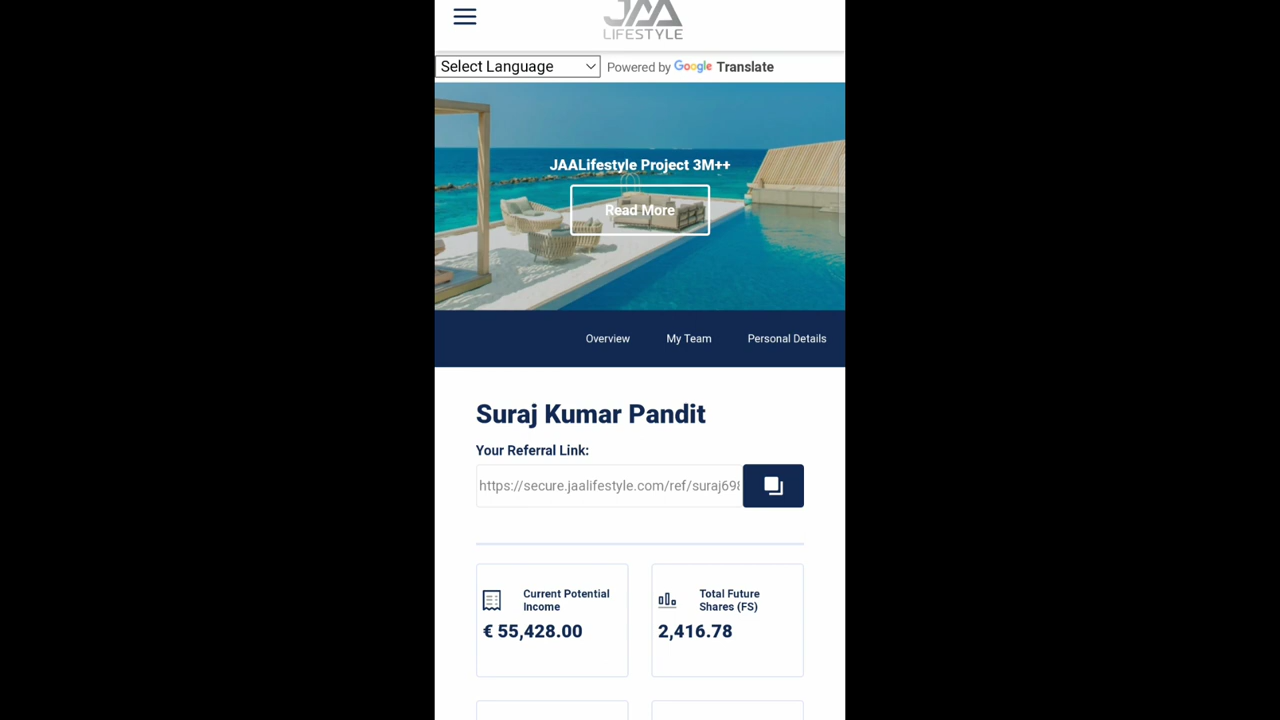 JAA
LIFESTYLE
Select Language
Powered by Google Translate
JAALifestyle Project 3M++
Read More
Overview
My Team
Personal Details
Suraj Kumar Pandit
Your Referral Link:
https://secure.jaalifestyle.com/ref/suraj698
Current Potential
Income
€ 55,428.00
Total Future
Shares (FS)
2,416.78